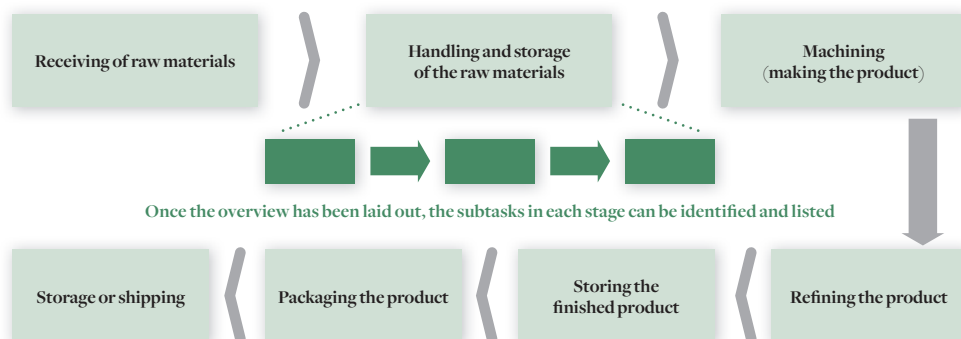 Receiving of raw materials
Handling and storage
of the raw materials
Machining
(making the product)
Once the overview has been laid out, the subtasks in each stage can be identified and listed
Storage or shipping
Packaging the product
Storing the
finished product
Refining the product